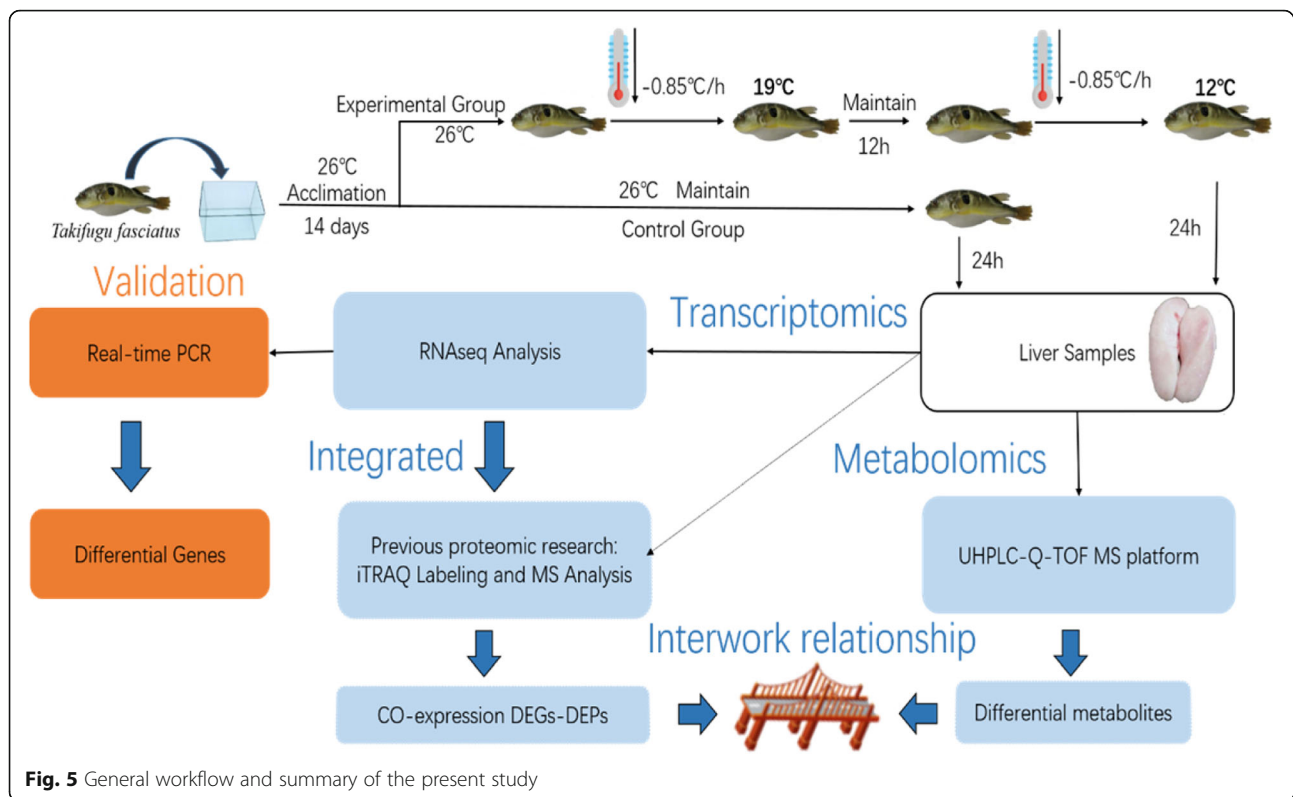 -0.85℃/h
19℃
Maintain
12h
-0.85℃/h
12℃
Experimental Group
26℃
26℃
Acclimation
14 days
Takifugu fasciatus
26℃ Maintain
Control Group
24h
24h
Validation
Transcriptomics
Real-time PCR
RNAseq Analysis
Liver Samples
Integrated
Metabolomics
Differential Genes
Previous proteomic research:
iTRAQ Labeling and MS Analysis
UHPLC-Q-TOF MS platform
Interwork relationship
CO-expression DEGs-DEPs
Differential metabolites
Fig. 5 General workflow and summary of the present study